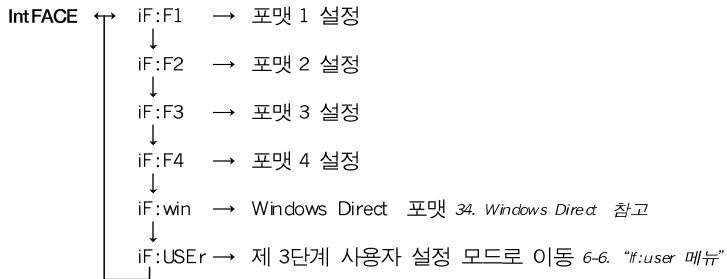 IntFACE ↔ iF:F1 → 포맷 1 설정
↓
iF:F2 → 포맷 2 설정
↓
iF:F3 → 포맷 3 설정
↓
iF:F4 → 포맷 4 설정
↓
iF:win → Windows Direct 포맷 34. Windows Direct 참고
↓
iF:USEr → 제 3단계 사용자 설정 모드로 이동 6-6. “If:user 메뉴”